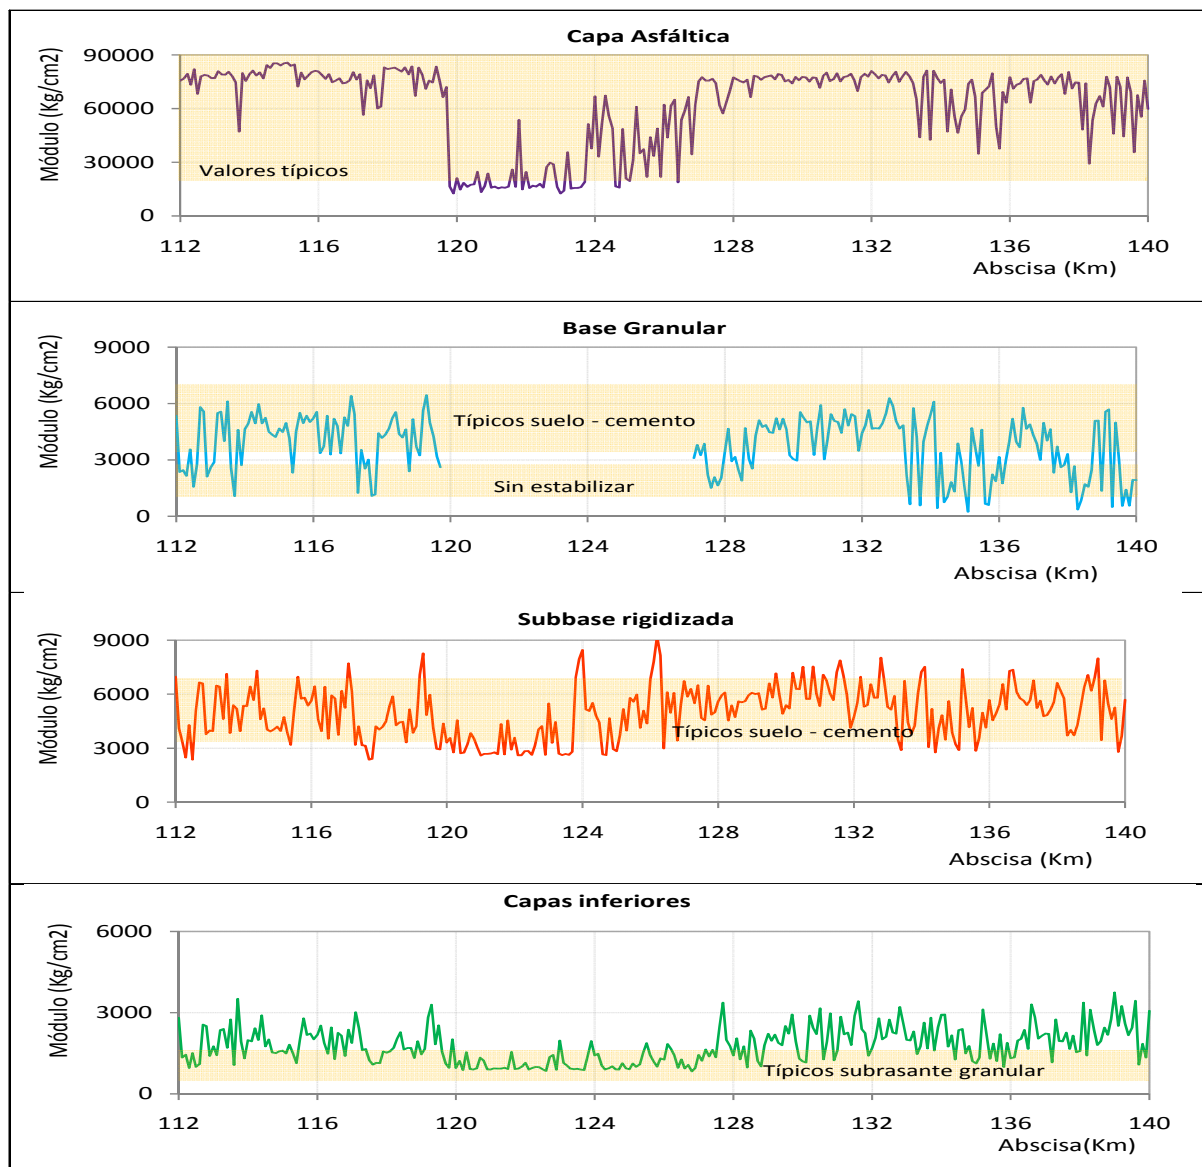 Capa Asfáltica
Módulo (Kg/cm2)
90000
60000
30000
0
Valores típicos
112 116 120 124 128 132 136 140
Abscisa (Km)
Base Granular
Módulo (Kg/cm2)
9000
6000
3000
0
Típicos suelo - cemento
Sin estabilizar
112 116 120 124 128 132 136 140
Abscisa (Km)
Subbase rigidizada
Módulo (kg/cm2)
9000
6000
3000
0
Típicos suelo - cemento
112 116 120 124 128 132 136 140
Abscisa (Km)
Capas inferiores
Módulo (Kg/cm2)
6000
3000
0
Típicos subrasante granular
112 116 120 124 128 132 136 140
Abscisa(Km)